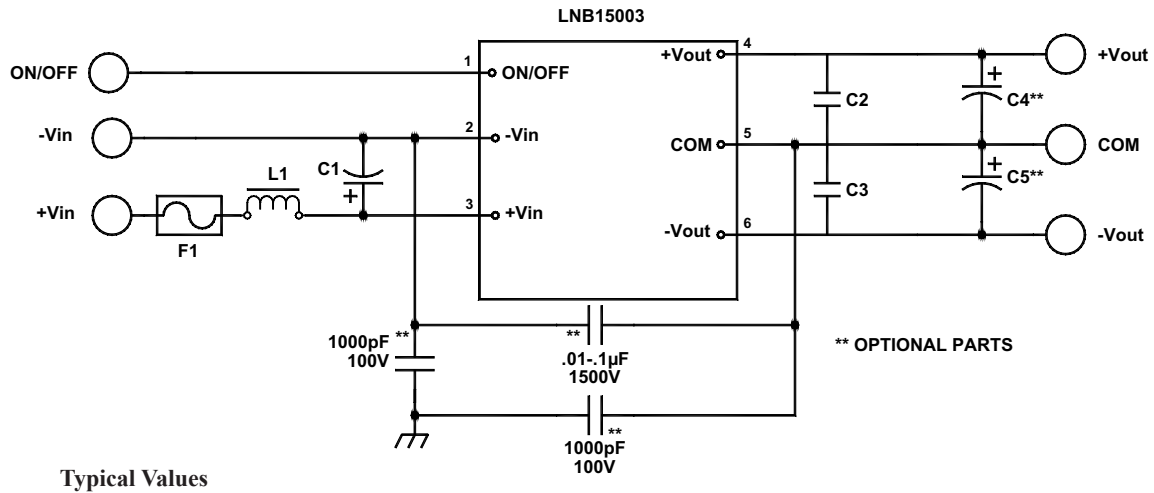 LNB15003
ON/OFF
1
ON/OFF
+Vout
4
+Vout
C2
+
C4**
-Vin
2
-Vin
COM
5
COM
L1
C1
+
C3
+
C5**
+Vin
F1
3
+Vin
-Vout
6
-Vout
1000pF **
100V
**
.01-.1µF
1500V
** OPTIONAL PARTS
**
1000pF
100V
Typical Values